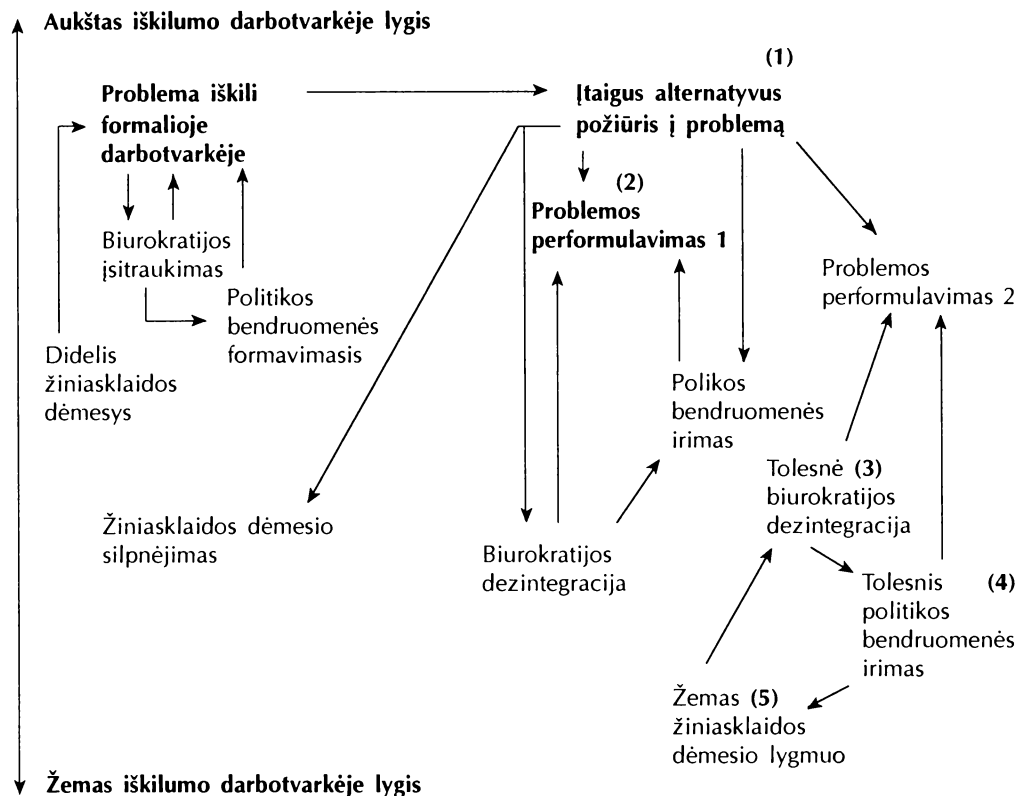 Aukštas iškilumo darbotvarkėje lygis
Problema iškili
formalioje
darbotvarkėje
(1)
Įtaigus alternatyvus
požiūris į problemą
(2)
Problemos
performulavimas 1
Biurokratijos
įsitraukimas
Politikos
bendruomenės
formavimasis
Didelis
žiniasklaidos
dėmesys
Problemos
performulavimas 2
Polikos
bendruomenės
irimas
Žiniasklaidos dėmesio
silpnėjimas
Biurokratijos
dezintegracija
Tolesnė (3)
biurokratijos
dezintegracija
Tolesnis (4)
politikos
bendruomenės
irimas
Žemas (5)
žiniasklaidos
dėmesio lygmuo
Žemas iškilumo darbotvarkėje lygis